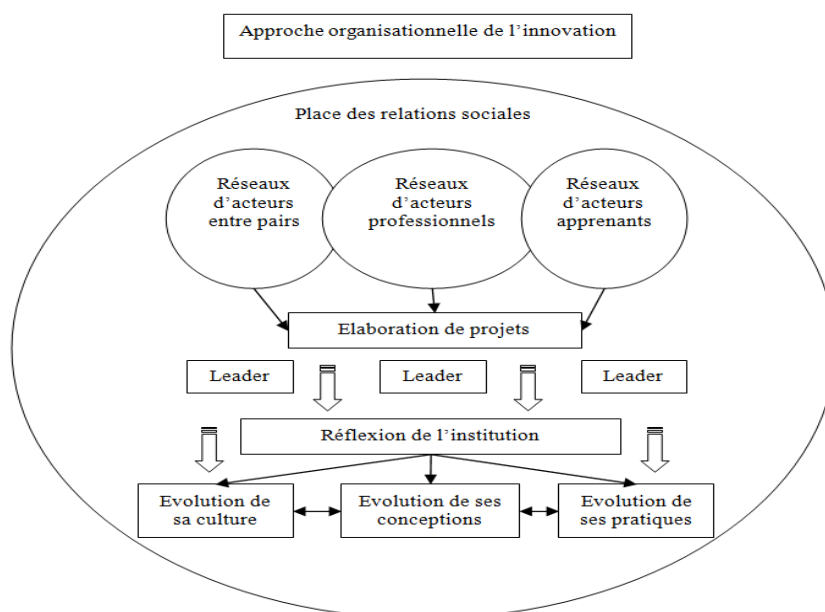 Approche organisationnelle de l'innovation
Place des relations sociales
Réseaux
d'acteurs
entre pairs
Réseaux
d'acteurs
professionnels
Réseaux
d'acteurs
apprenants
Elaboration de projets
Leader
Leader
Leader
Réflexion de l'institution
Evolution de
sa culture
Evolution de ses
conceptions
Evolution de
ses pratiques